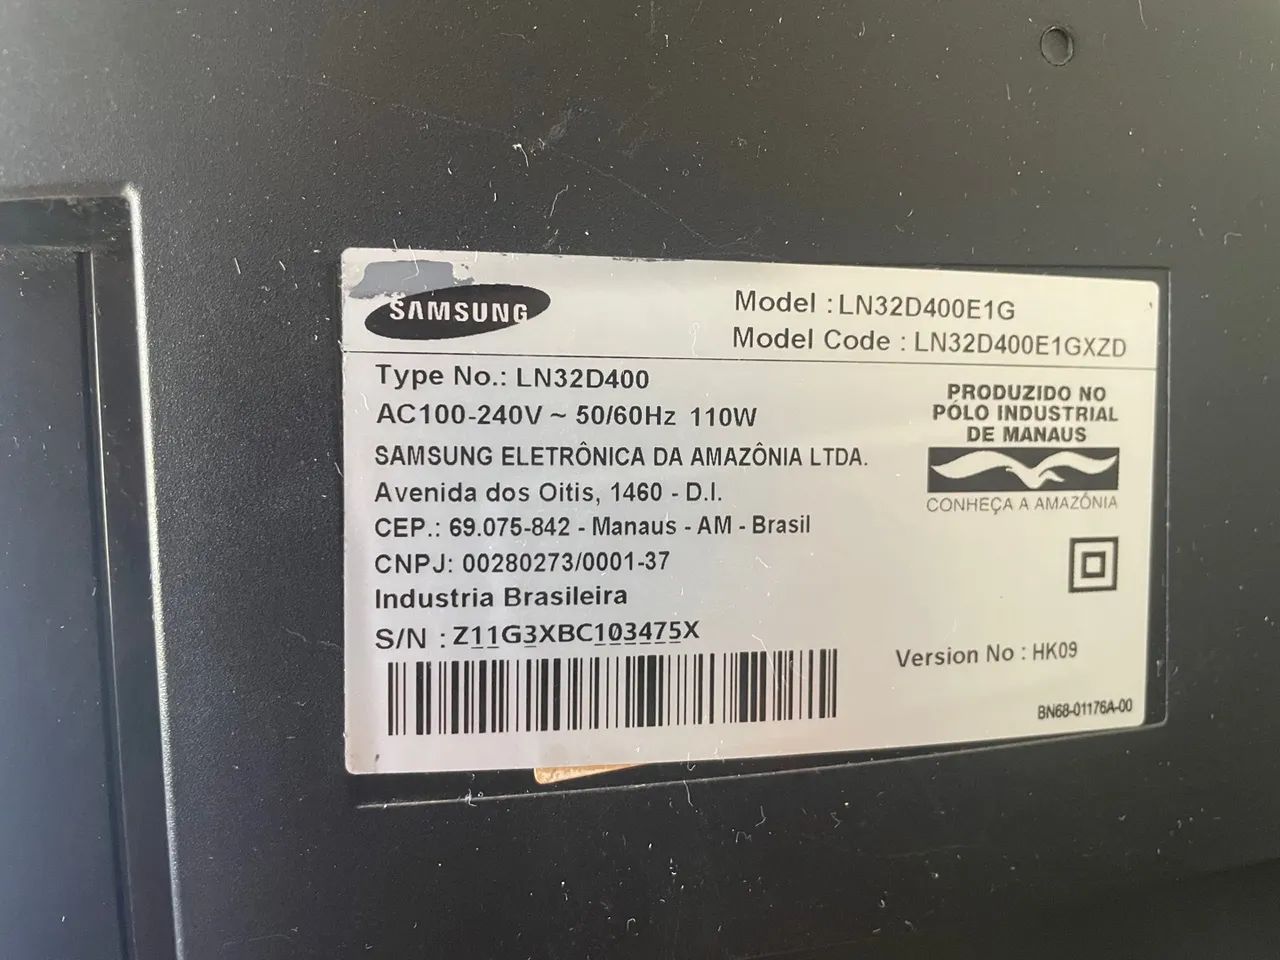 SAMSUNG
Model : LN32D400E1G
Model Code : LN32D400E1GXZD
Type No.: LN32D400
AC100-240V ~ 50/60Hz 110W
SAMSUNG ELETRÔNICA DA AMAZÔNIA LTDA.
Avenida dos Oitis, 1460 - D.I.
CEP.: 69.075-842 - Manaus - AM - Brasil
CNPJ: 00280273/0001-37
Industria Brasileira
S/N : Z11G3XBC103475X
PRODUZIDO NO
PÓLO INDUSTRIAL
DE MANAUS
CONHEÇA A AMAZÔNIA
Version No : HK09
BN68-01176A-00